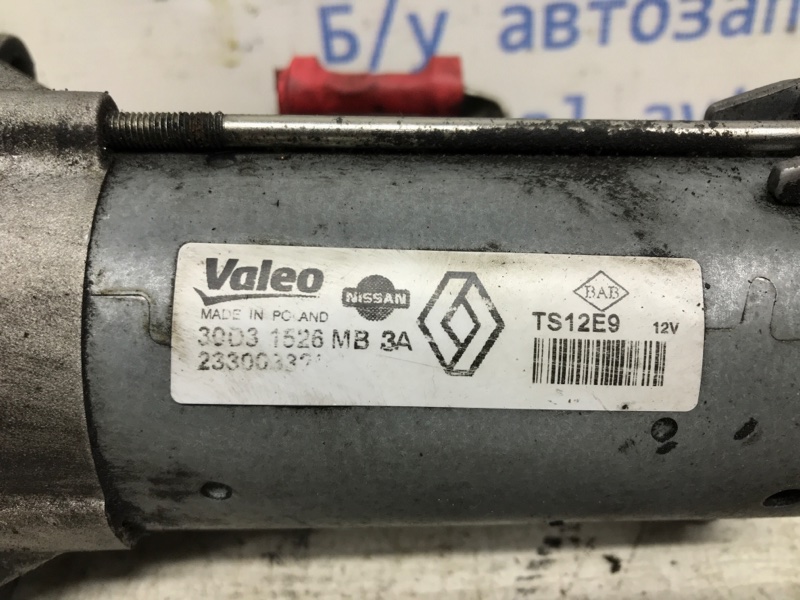 Б/у автозап
Valeo
MADE IN POLAND
NISSAN
BAB
TS12E9 12V
30D3 1526 MB 3A